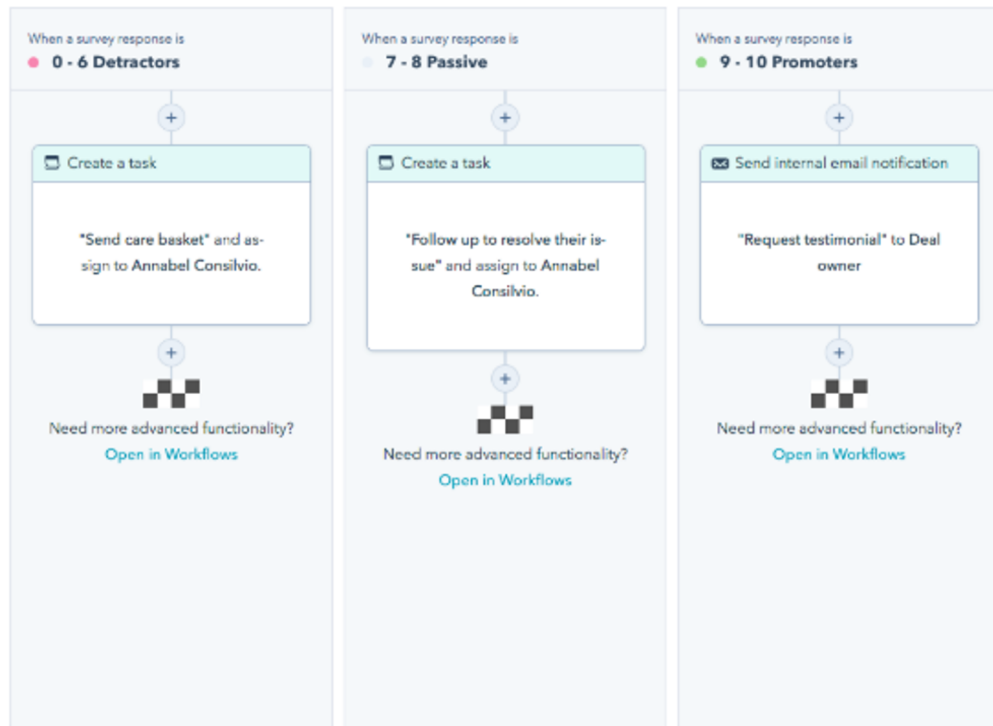 When a survey response is
0 - 6 Detractors
Create a task
"Send care basket" and as-
sign to Annabel Consilvio.
Need more advanced functionality?
Open in Workflows
When a survey response is
7 - 8 Passive
Create a task
"Follow up to resolve their is-
sue" and assign to Annabel
Consilvio.
Need more advanced functionality?
Open in Workflows
When a survey response is
9 - 10 Promoters
Send internal email notification
"Request testimonial" to Deal
owner
Need more advanced functionality?
Open in Workflows